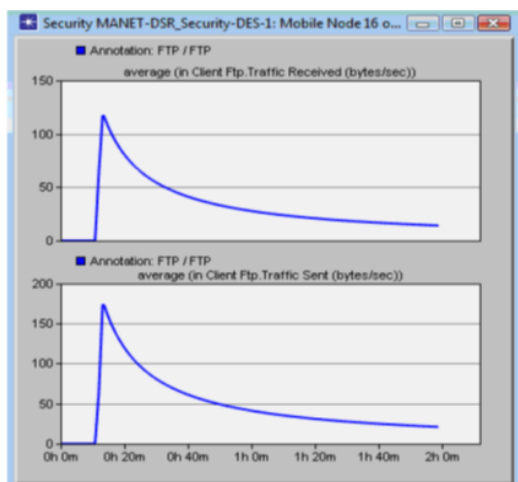 Security MANET-DSR_Security-DES-1: Mobile Node 16 o...
Annotation: FTP / FTP
average (in Client Ftp.Traffic Received (bytes/sec))
150
100
50
0
Annotation: FTP / FTP
average (in Client Ftp.Traffic Sent (bytes/sec))
200
150
100
50
0
0h 0m 0h 20m 0h 40m 1h 0m 1h 20m 1h 40m 2h 0m